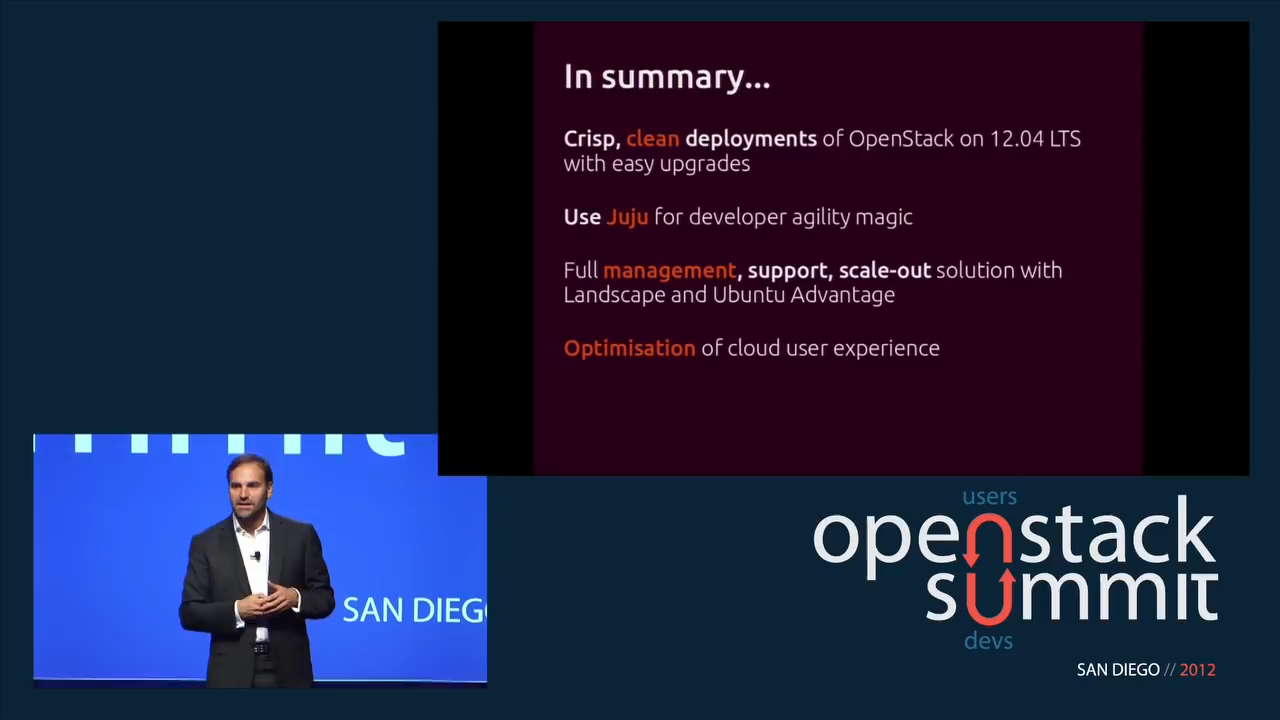 In summary...
Crisp, clean deployments of OpenStack on 12.04 LTS
with easy upgrades
Use Juju for developer agility magic
Full management, support, scale-out solution with
Landscape and Ubuntu Advantage
Optimisation of cloud user experience
SAN DIEGO
users
openstack
summit
devs
SAN DIEGO // 2012